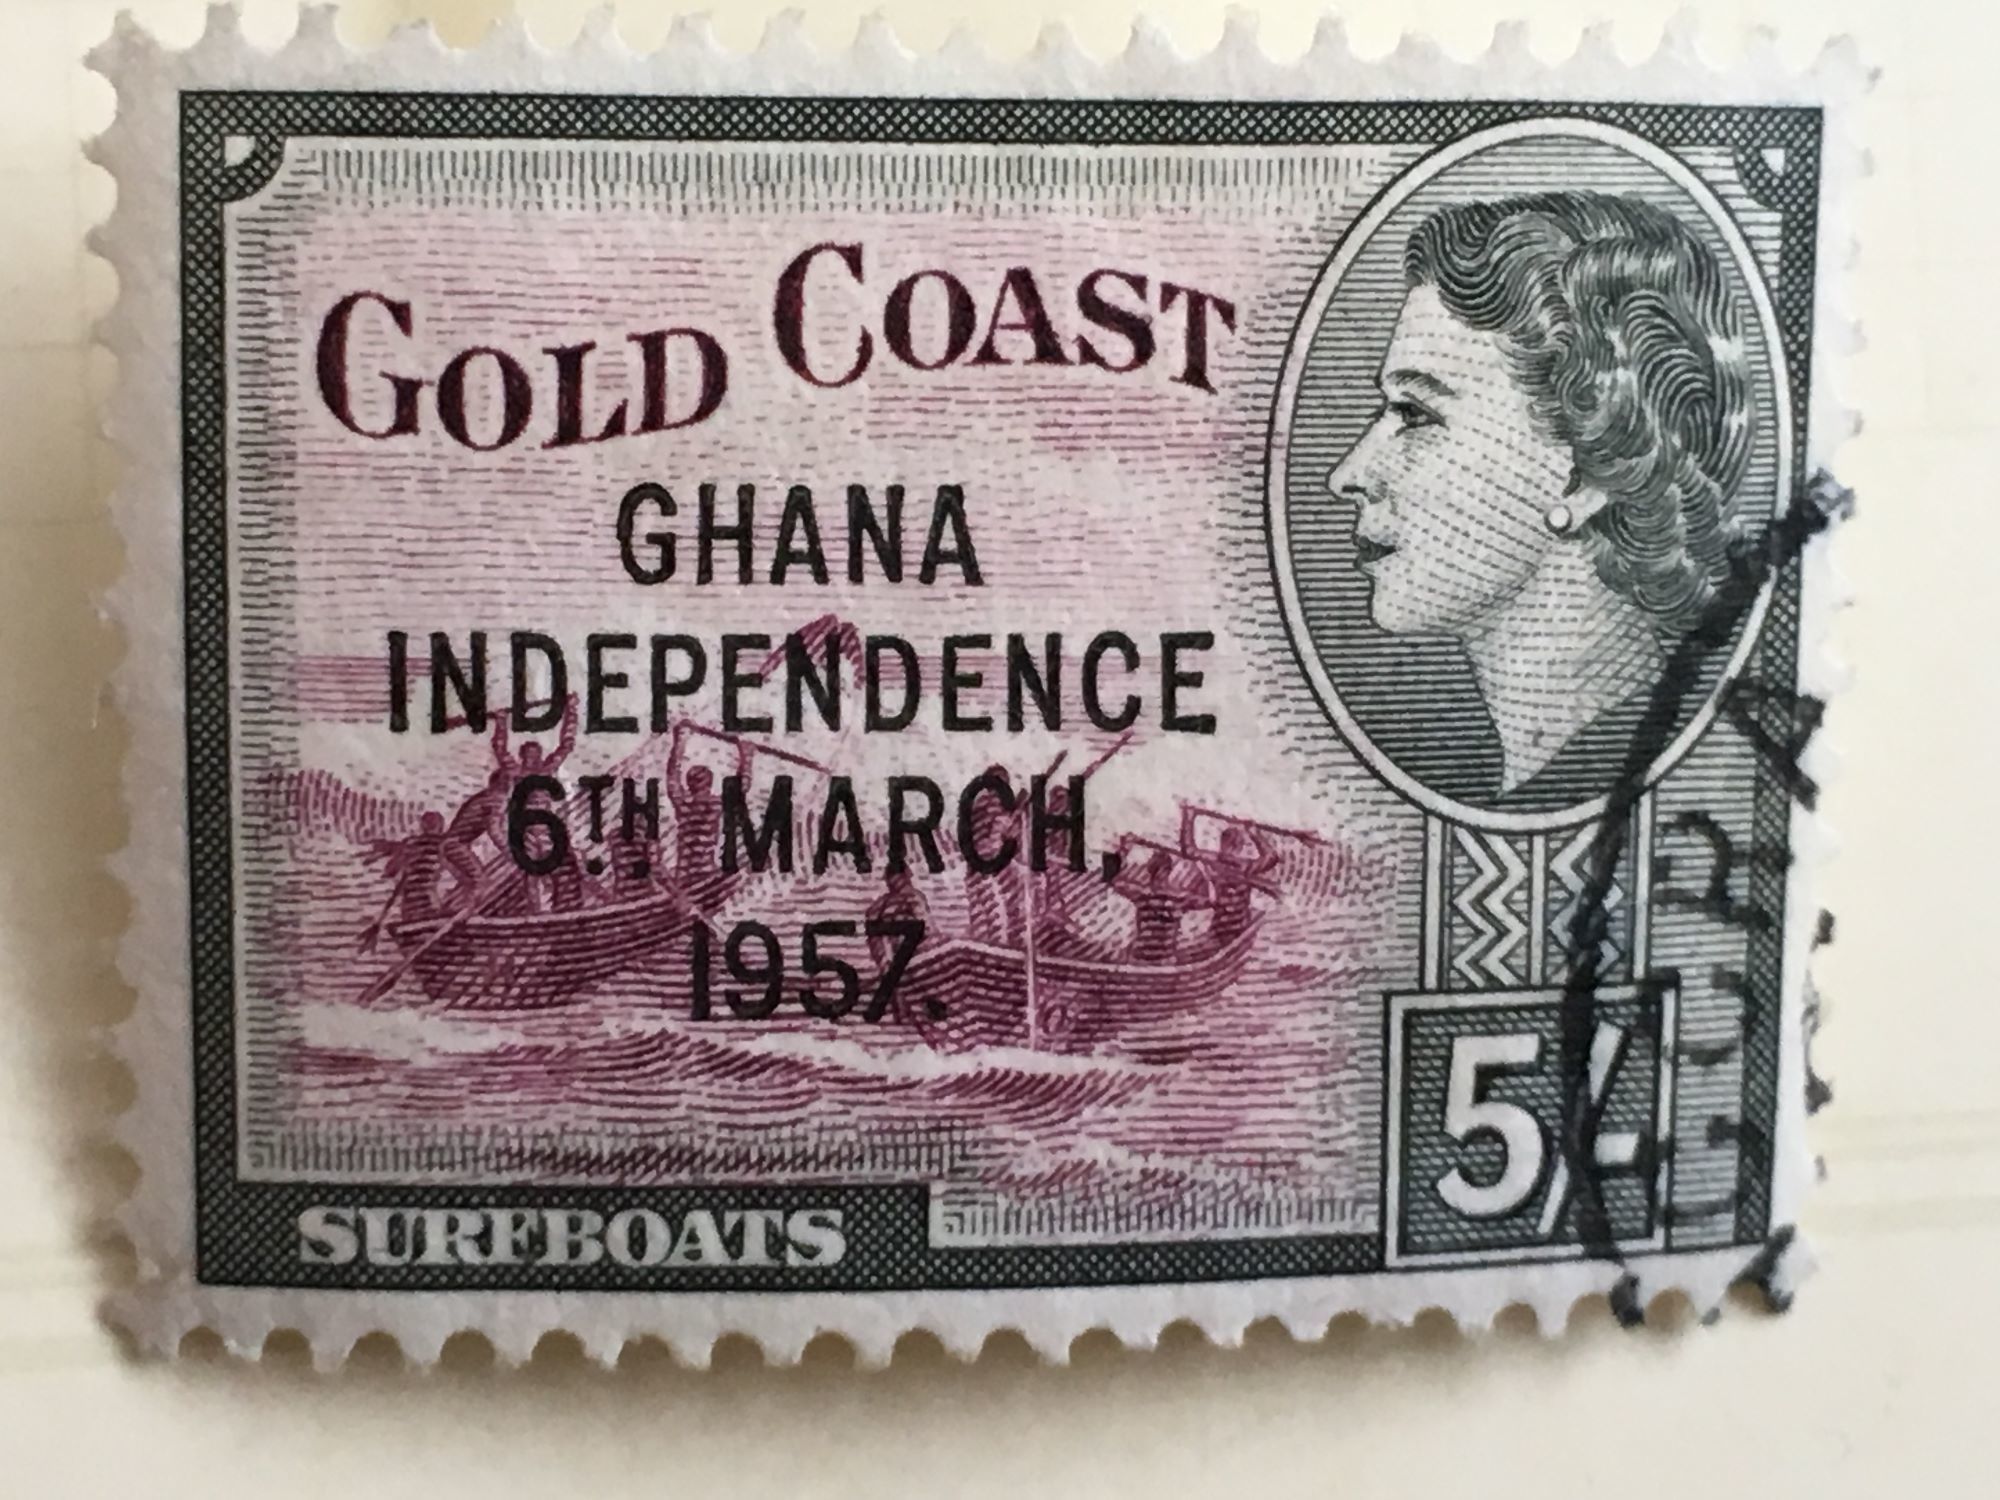 GOLD COAST
GHANA
INDEPENDENCE
6TH MARCH,
1957.
5/-
SURFBOATS